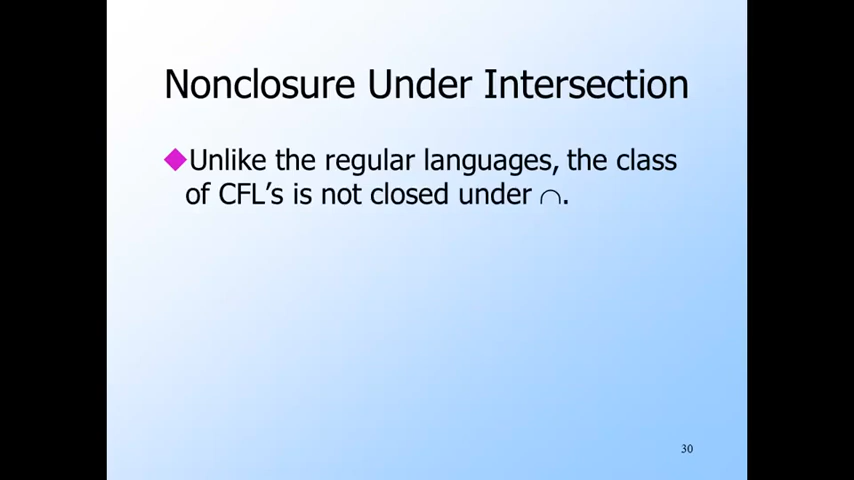 Nonclosure Under Intersection
◆Unlike the regular languages, the class
of CFL’s is not closed under ∩.
30